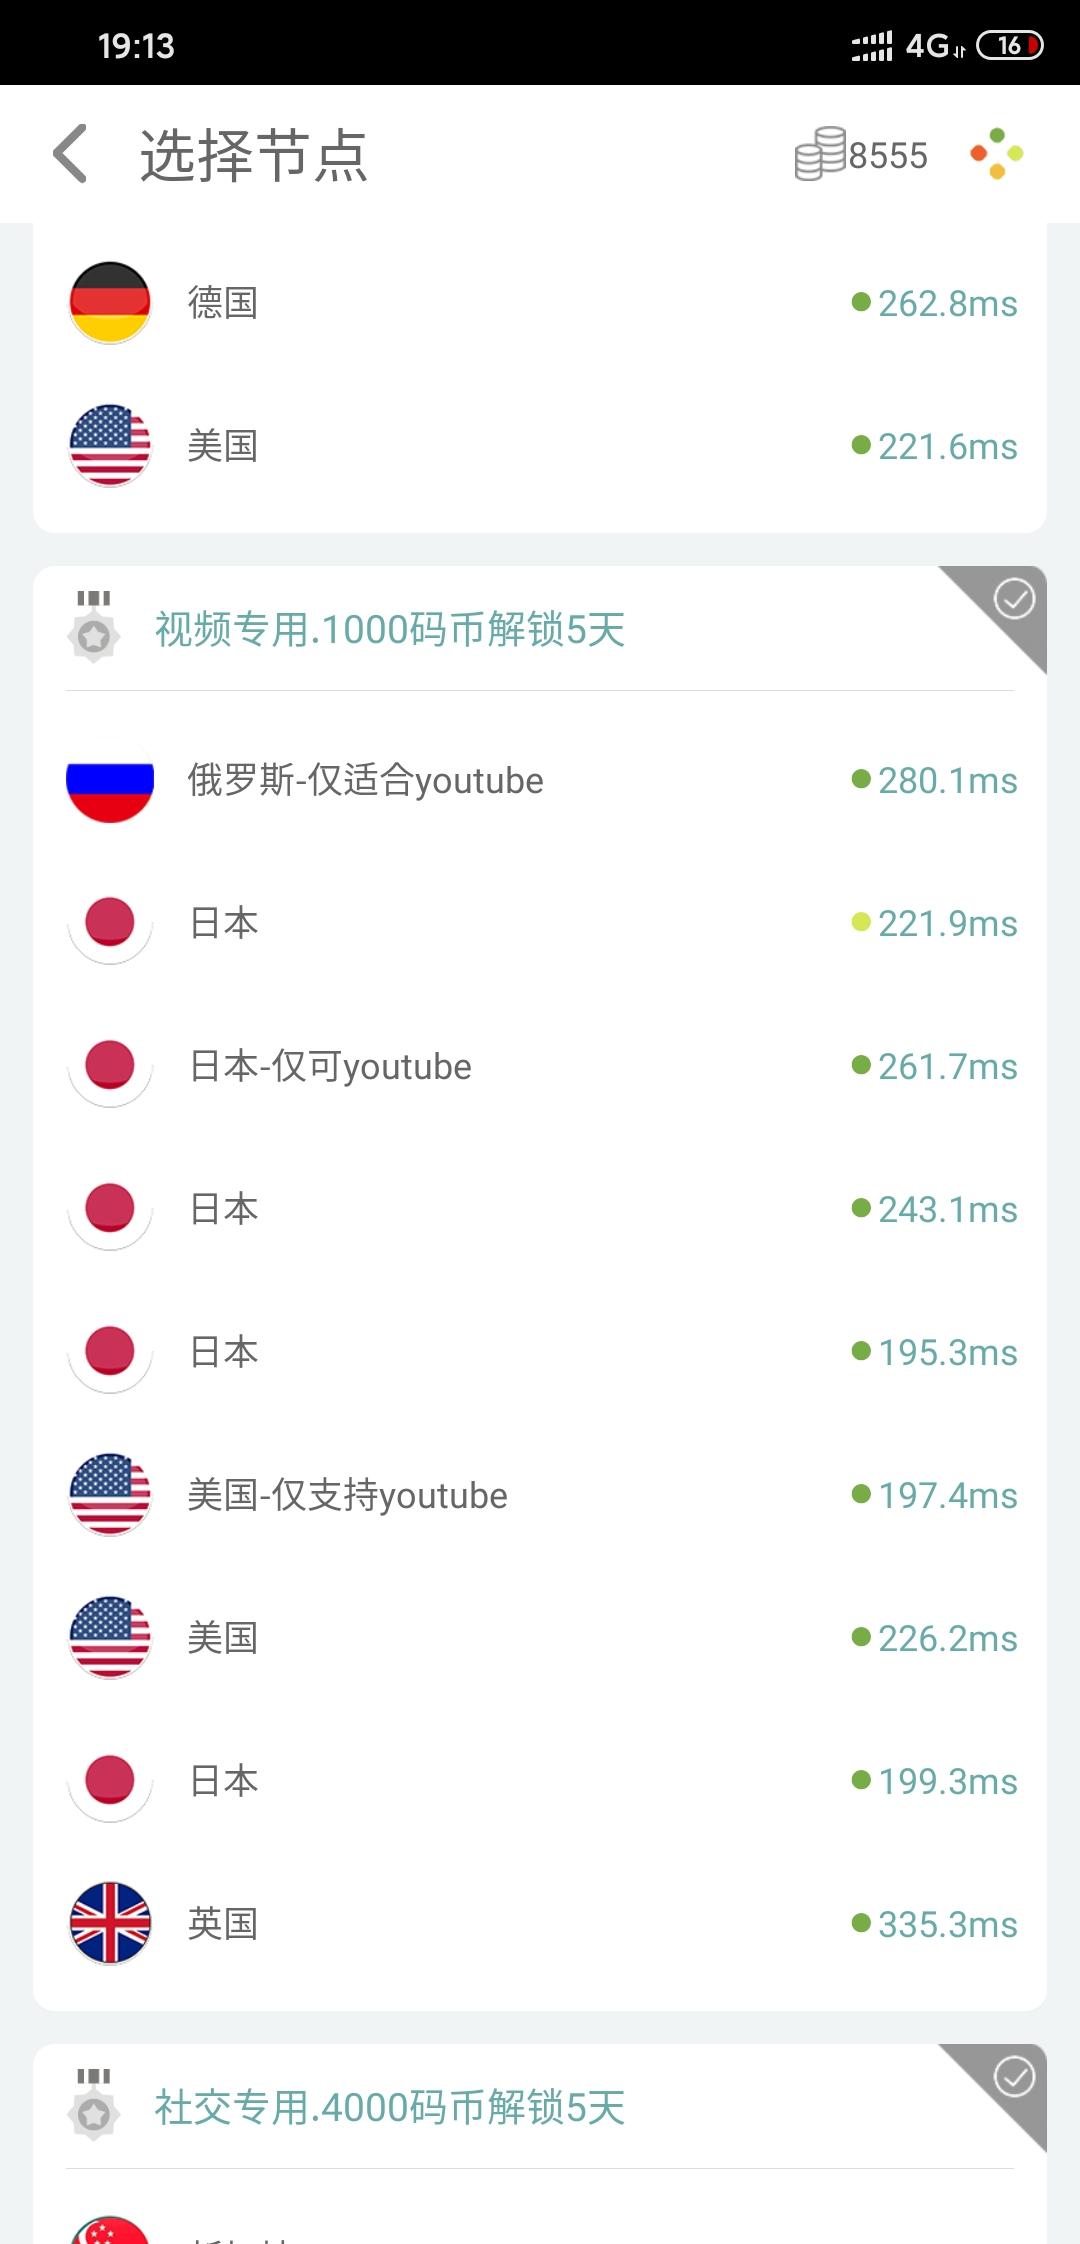 19:13
4G
16
选择节点
8555
德国
262.8ms
美国
221.6ms
视频专用.1000码币解锁5天
俄罗斯-仅适合youtube
280.1ms
日本
221.9ms
日本-仅可youtube
261.7ms
日本
243.1ms
日本
195.3ms
美国-仅支持youtube
197.4ms
美国
226.2ms
日本
199.3ms
英国
335.3ms
社交专用.4000码币解锁5天